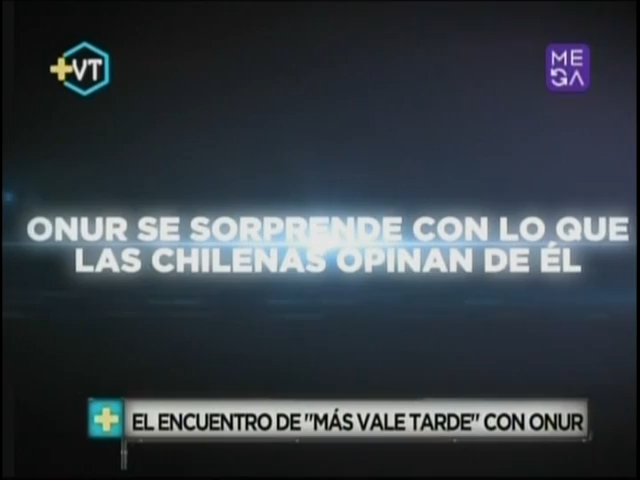 +VT
MEGA
ONUR SE SORPRENDE CON LO QUE
LAS CHILENAS OPINAN DE ÉL
EL ENCUENTRO DE "MÁS VALE TARDE" CON ONUR